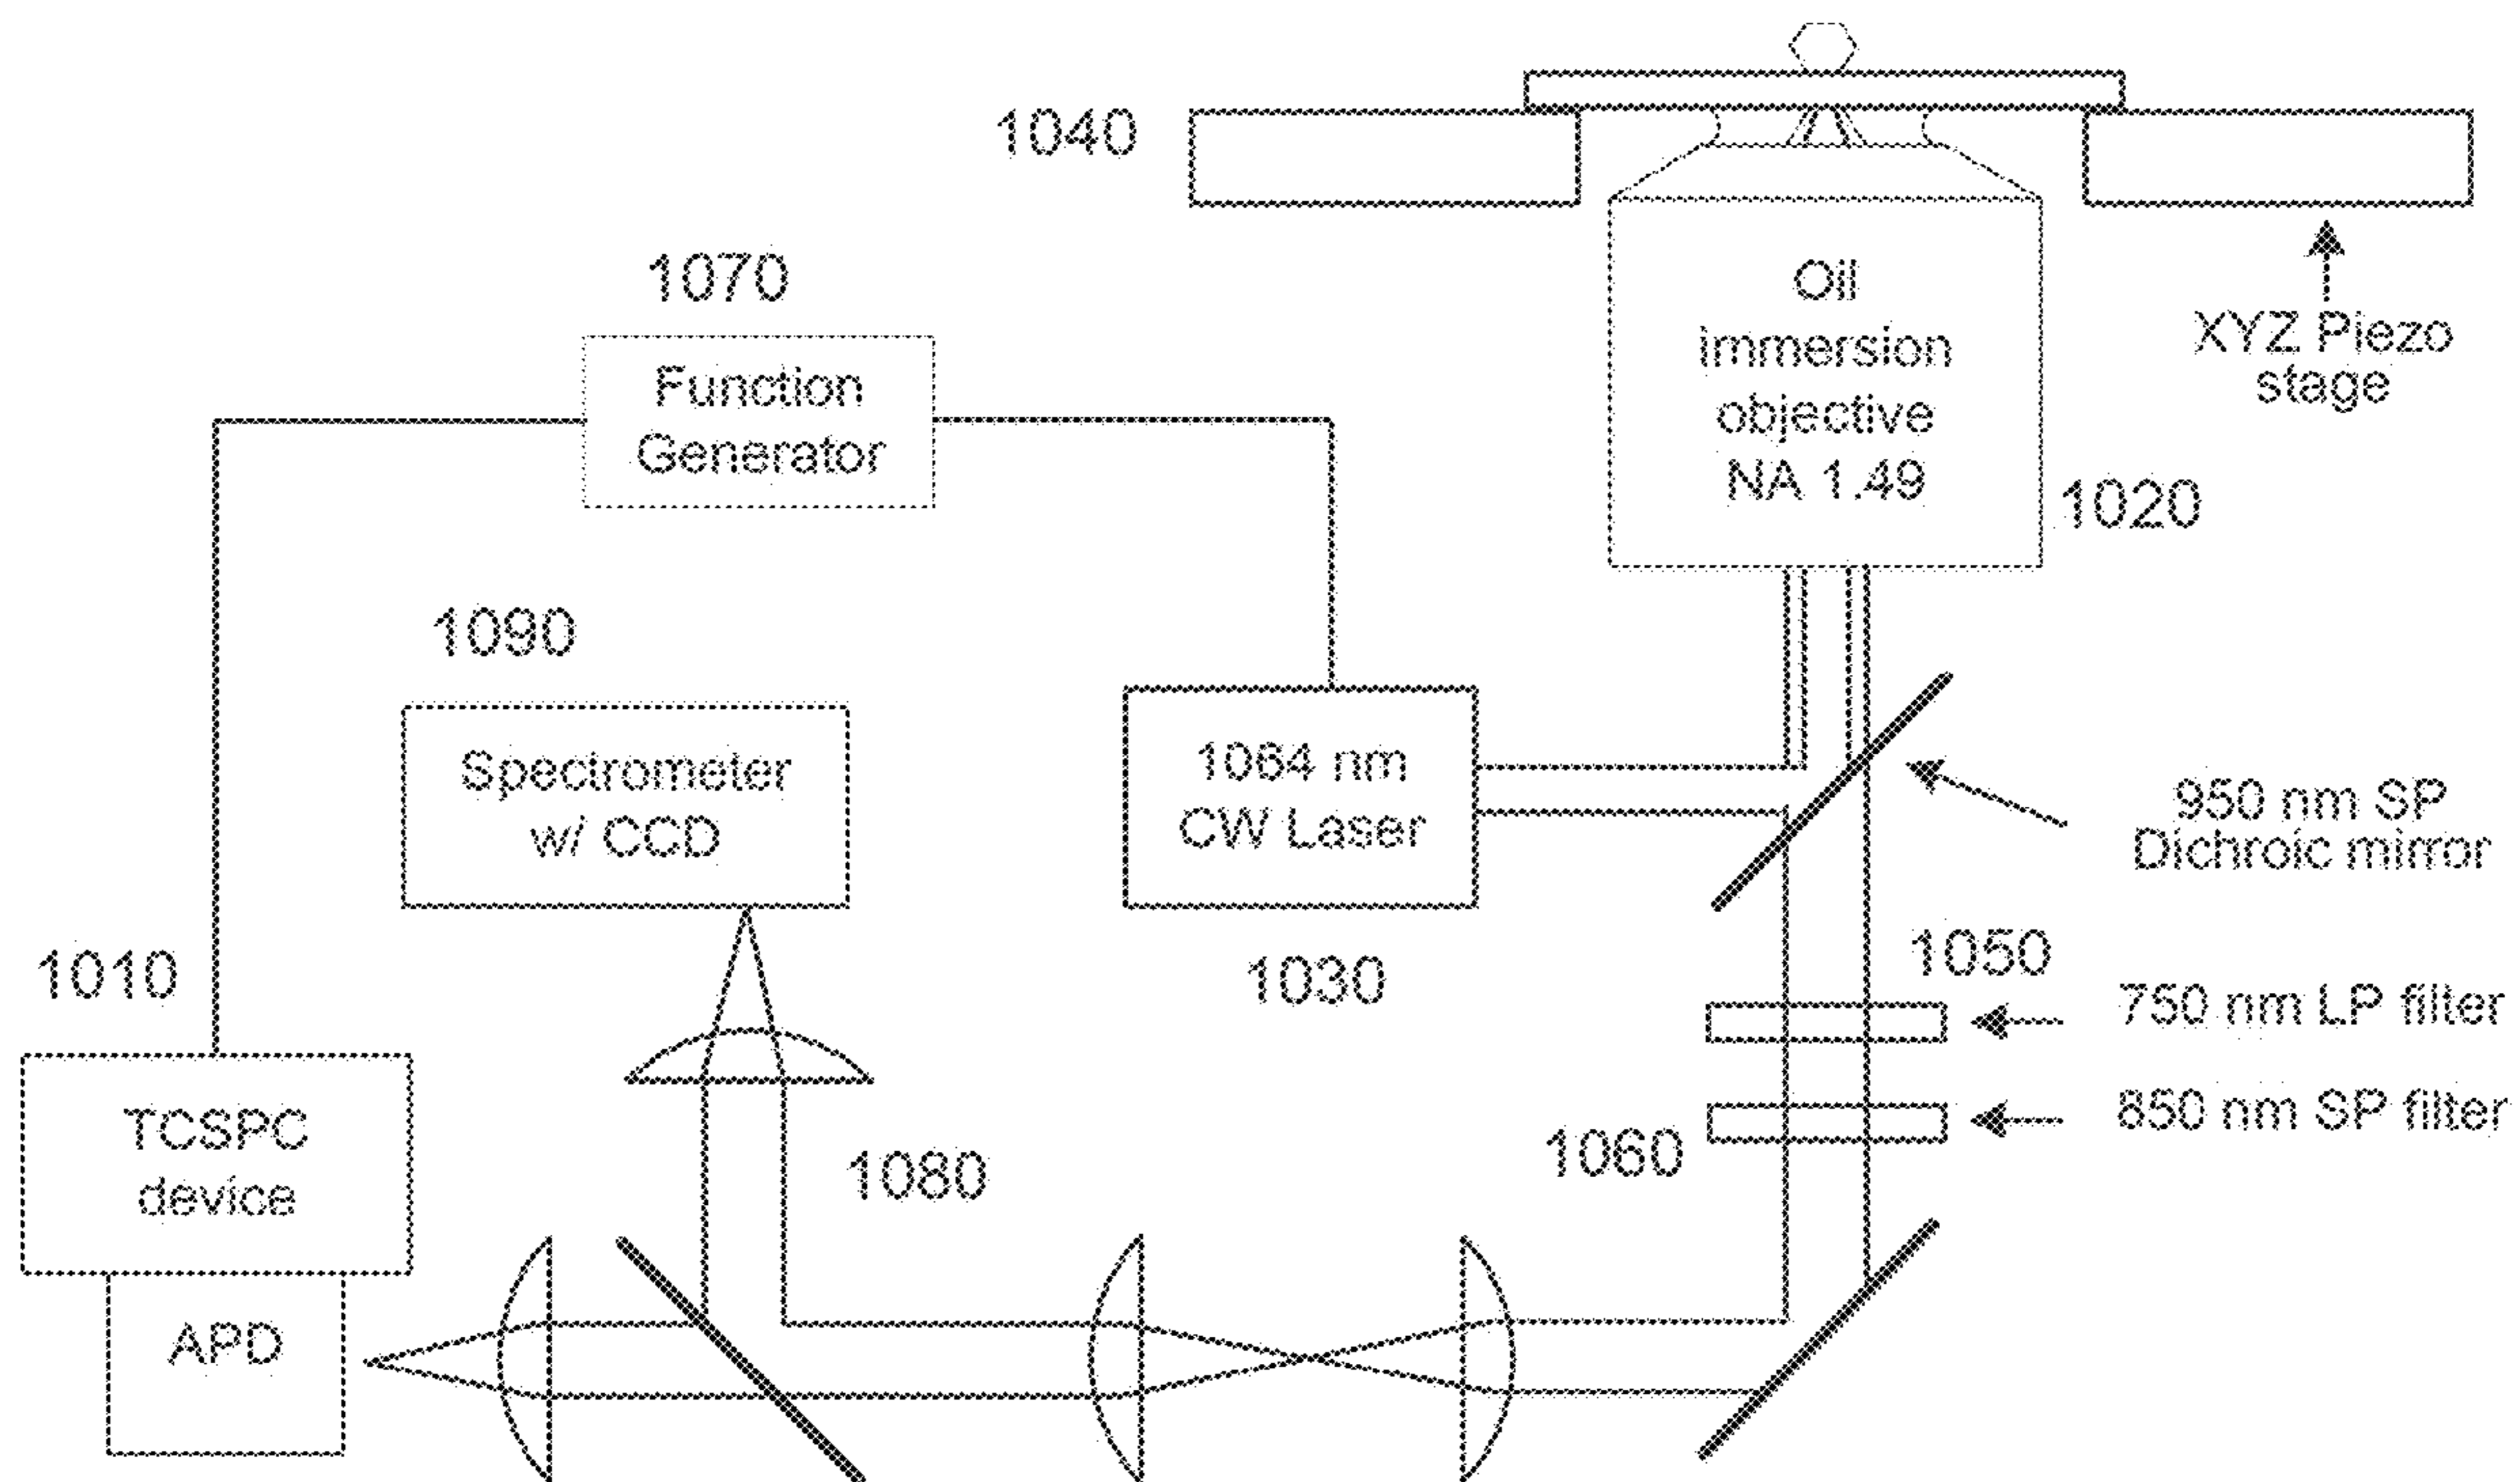 1040
1070
Function
Generator
Oil
immersion
objective
NA 1.49
XYZ Piezo
stage
1020
1090
Spectrometer
w/ CCD
1064 nm
CW Laser
950 nm SP
Dichroic mirror
1010
1030
1050
750 nm LP filter
850 nm SP filter
TCSPC
device
1080
1060
APD